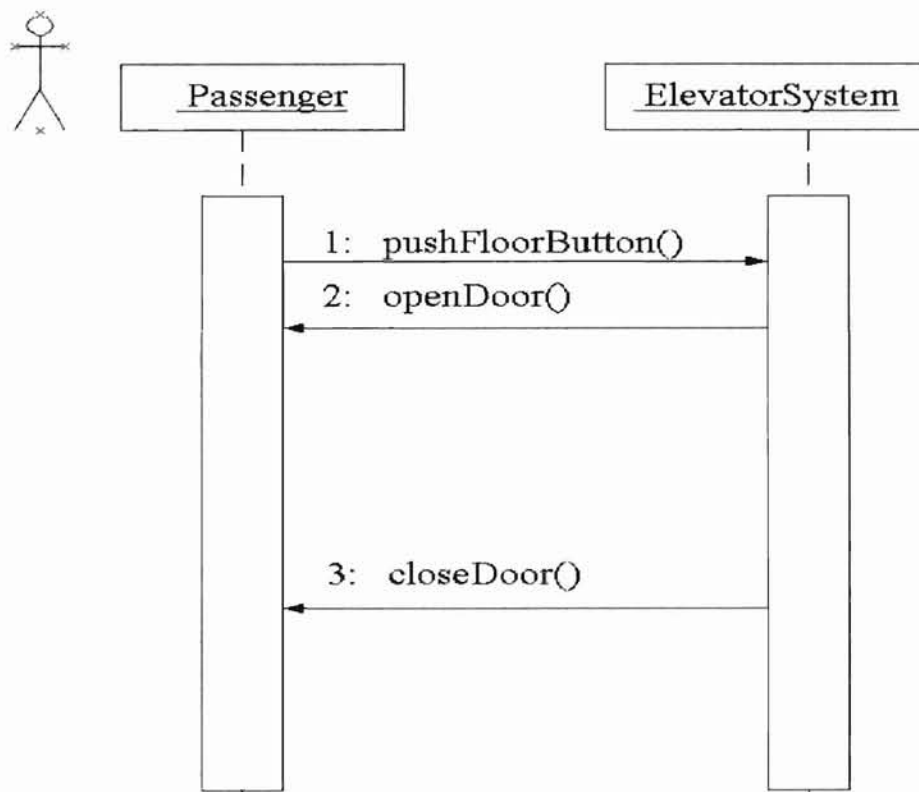 Passenger
ElevatorSystem
1: pushFloorButton()
2: openDoor()
3: closeDoor()